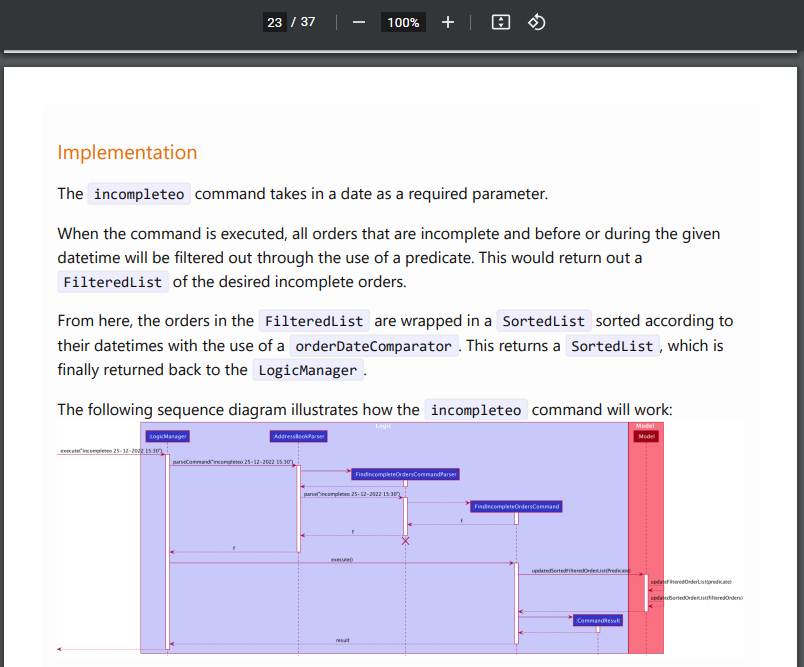 23 / 37
100%
Implementation
The incompleteo command takes in a date as a required parameter.
When the command is executed, all orders that are incomplete and before or during the given
datetime will be filtered out through the use of a predicate. This would return out a
FilteredList of the desired incomplete orders.
From here, the orders in the FilteredList are wrapped in a SortedList sorted according to
their datetimes with the use of a orderDateComparator. This returns a SortedList, which is
finally returned back to the LogicManager.
The following sequence diagram illustrates how the incompleteo command will work:
Logic
Model
:LogicManager
:AddressBookParser
:Model
execute("incompleteo 25-12-2022 15:30")
parseCommand("incompleteo 25-12-2022 15:30")
:FindIncompleteOrdersCommandParser
parse("incompleteo 25-12-2022 15:30")
:FindIncompleteOrdersCommand
f
f
f
execute()
updatedSortedFilteredOrderList(Predicate)
updateFilteredOrderList(predicate)
updatedSortedOrderList(filteredOrders)
:CommandResult
result